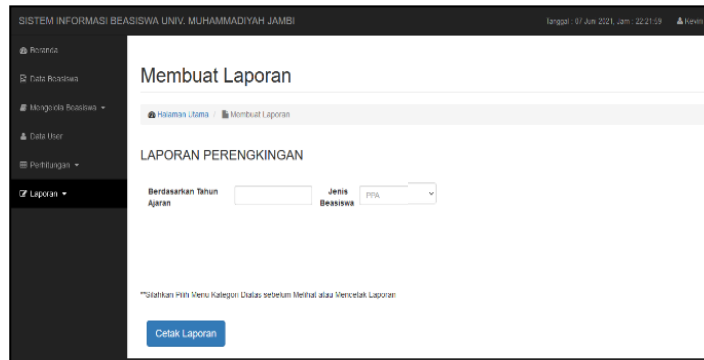 SISTEM INFORMASI BEASISWA UNIV. MUHAMMADIYAH JAMBI
Tanggal : 07 Jun 2021, Jam : 22:21:59
Kevin
Beranda
Data Beasiswa
Mengelola Beasiswa
Data User
Perhitungan
Laporan
Membuat Laporan
Halaman Utama / Membuat Laporan
LAPORAN PERENGKINGAN
Berdasarkan Tahun
Ajaran
Jenis
Beasiswa
PPA
**Silahkan Pilih Menu Kategori Diatas sebelum Melihat atau Mencetak Laporan
Cetak Laporan